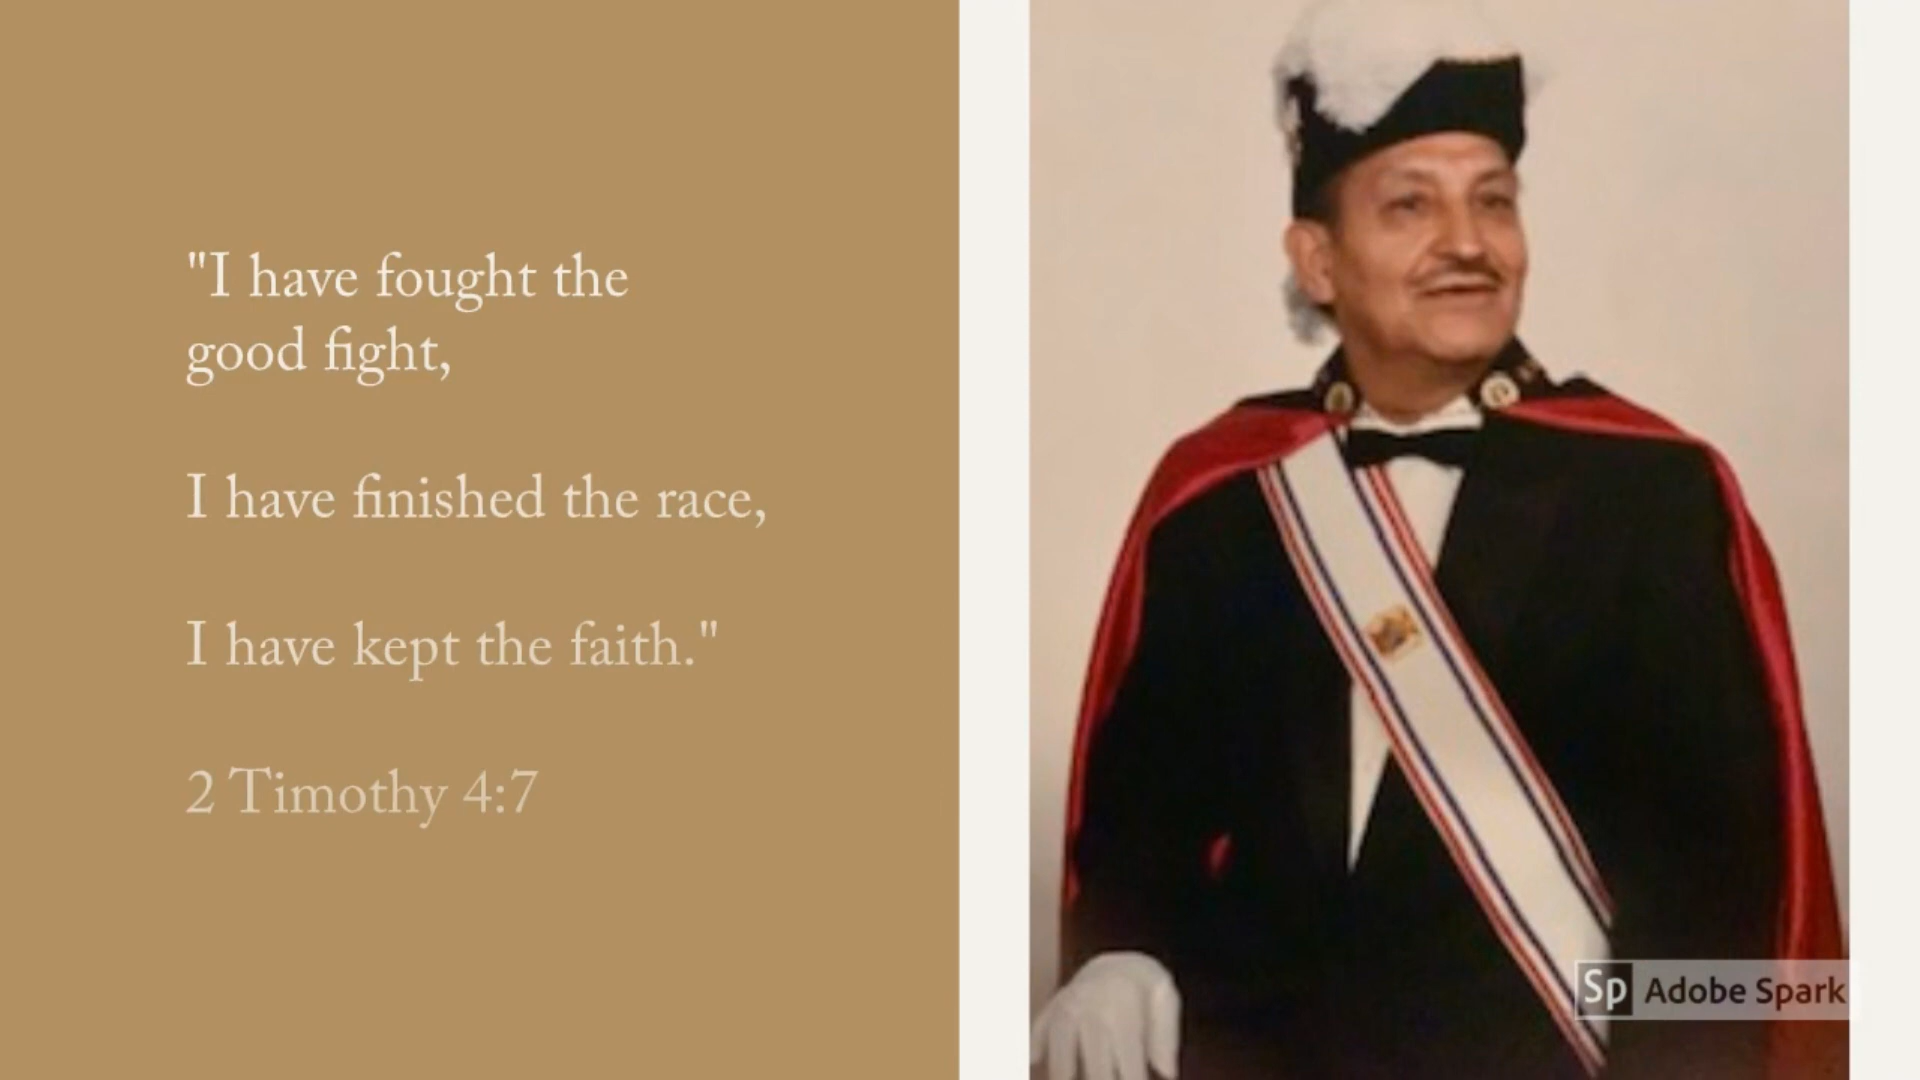 "I have fought the
good fight,
I have finished the race,
I have kept the faith."
2 Timothy 4:7
Sp Adobe Spark